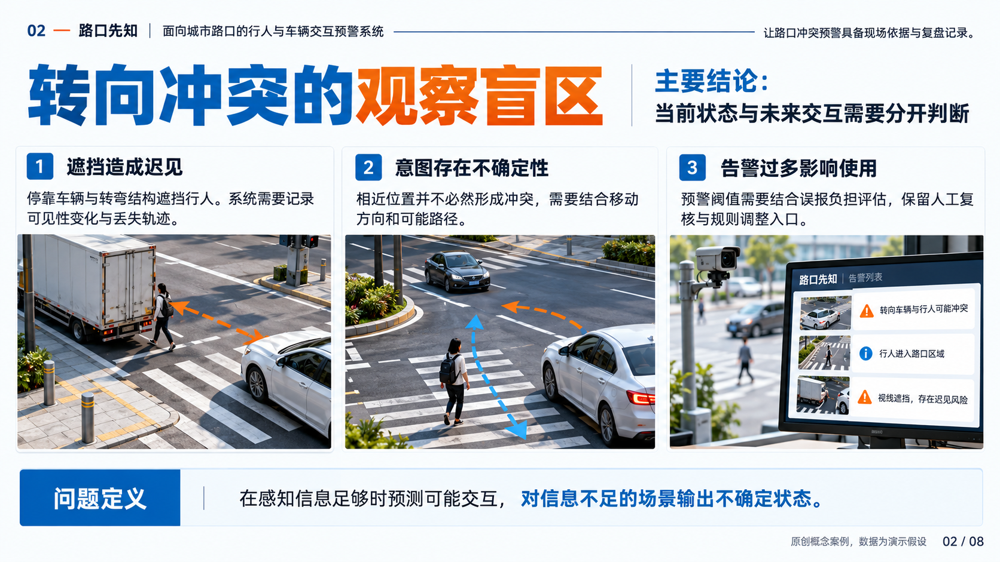 02 — 路口先知 | 面向城市路口的行人与车辆交互预警系统
让路口冲突预警具备现场依据与复盘记录。
转向冲突的观察盲区
主要结论：
当前状态与未来交互需要分开判断
1 遮挡造成迟见
停靠车辆与转弯结构遮挡行人。系统需要记录
可见性变化与丢失轨迹。
2 意图存在不确定性
相近位置并不必然形成冲突，需要结合移动
方向和可能路径。
3 告警过多影响使用
预警阈值需要结合误报负担评估，保留人工复
核与规则调整入口。
路口先知 | 告警列表
转向车辆与行人可能冲突
行人进入路口区域
视线遮挡，存在迟见风险
问题定义
在感知信息足够时预测可能交互，对信息不足的场景输出不确定状态。
原创概念案例，数据为演示假设
02 / 08